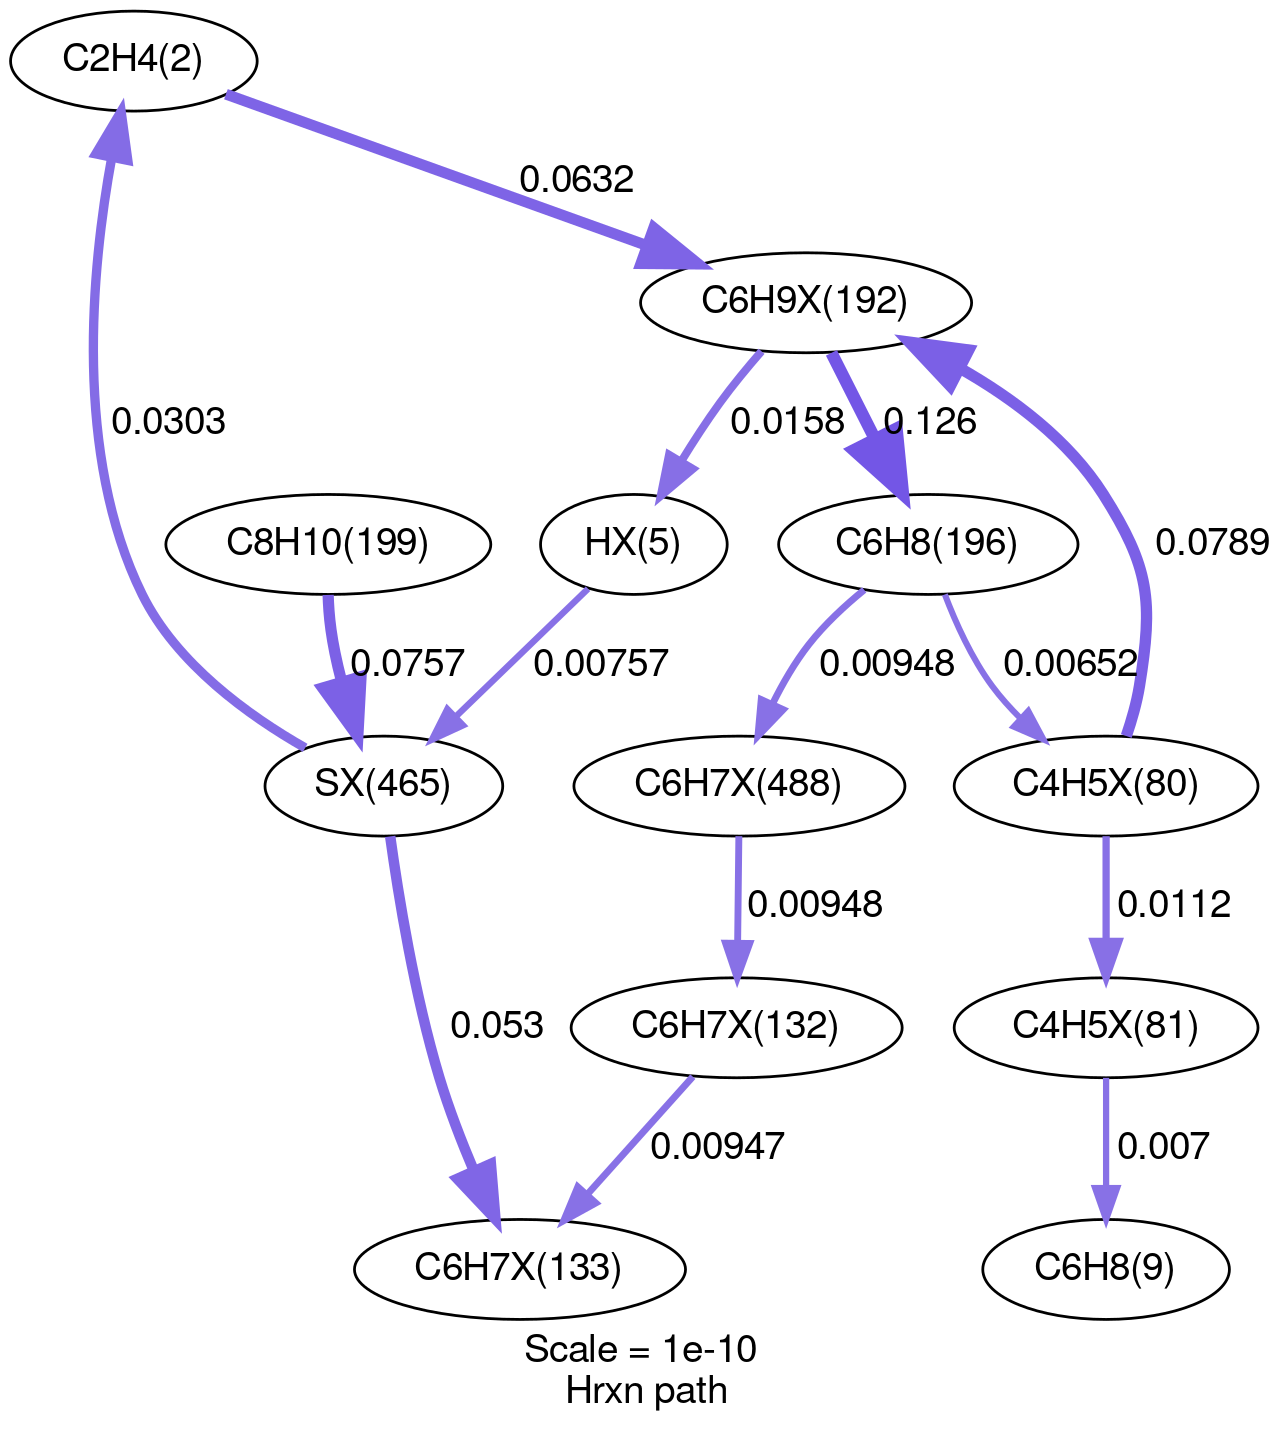 C2H4(2)
0.0632
C6H9X(192)
0.0303
0.0158
0.126
C8H10(199)
HX(5)
C6H8(196)
0.0789
0.0757
0.00757
0.00948
0.00652
SX(465)
C6H7X(488)
C4H5X(80)
0.00948
0.0112
0.053
C6H7X(132)
C4H5X(81)
0.00947
0.007
C6H7X(133)
C6H8(9)
Scale = 1e-10
Hrxn path